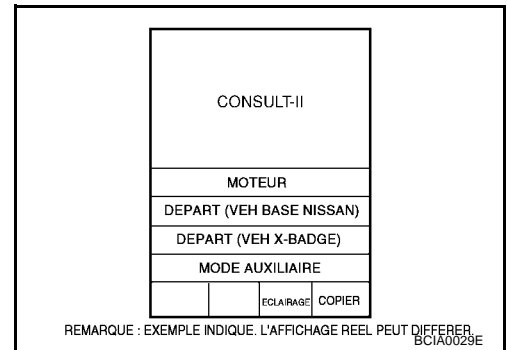 CONSULT-II
MOTEUR
DEPART (VEH BASE NISSAN)
DEPART (VEH X-BADGE)
MODE AUXILIAIRE
ECLAIRAGE COPIER
REMARQUE : EXEMPLE INDIQUE. L'AFFICHAGE REEL PEUT DIFFERER.
BCIA0029E